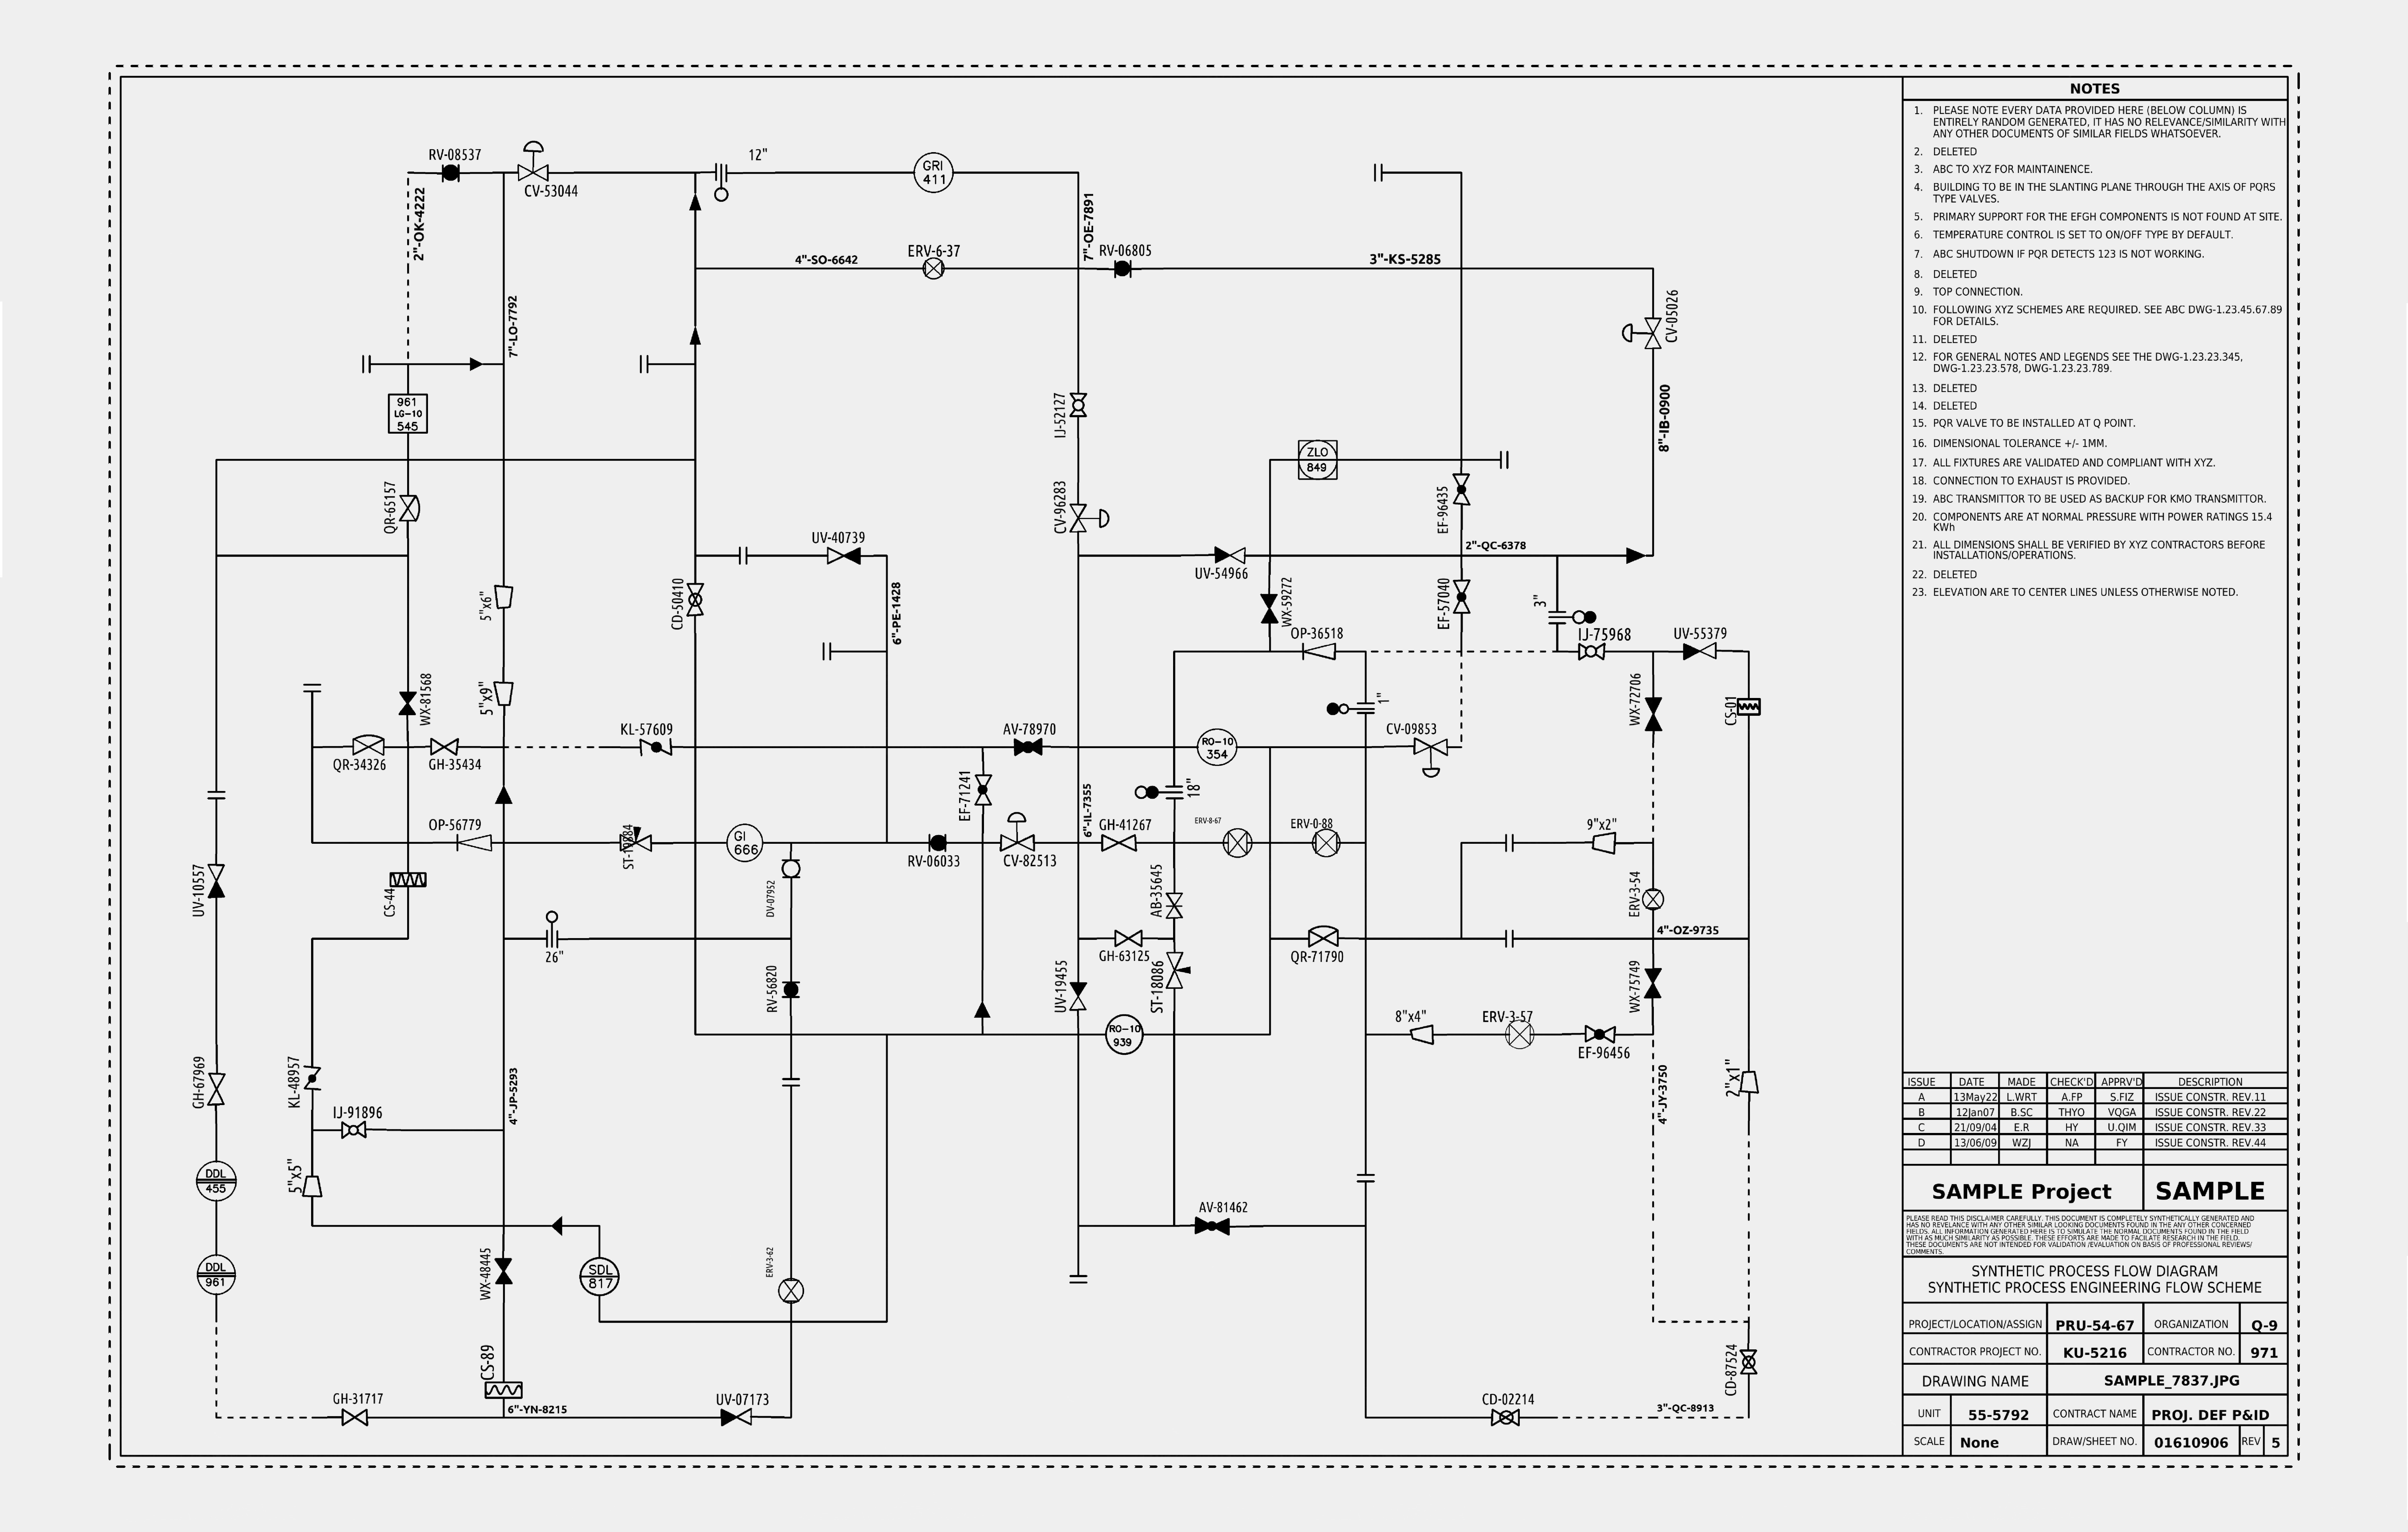 RV-08537
CV-53044
12"
GRI
411
2"-OK-4222
7"-OE-7891
4"-SO-6642
ERV-6-37
RV-06805
3"-KS-5285
7"-LO-7792
CV-05026
961
LG-10
545
IJ-52127
8"-IB-0900
ZLO
849
QR-65157
CV-96283
EF-96435
UV-40739
UV-54966
2"-QC-6378
5"x6"
CD-50410
6"-PE-1428
WX-59272
EF-57040
3"
OP-36518
IJ-75968
UV-55379
WX-81568
5"x9"
1"
WX-72706
CS-01
KL-57609
AV-78970
RO-10
354
CV-09853
QR-34326
GH-35434
EF-71241
6"-IL-7355
18"
OP-56779
ST-19884
GI
666
RV-06033
CV-82513
GH-41267
ERV-8-67
ERV-0-88
9"x2"
UV-10557
CS-44
DV-07952
AB-35645
ERV-3-54
26"
GH-63125
QR-71790
4"-OZ-9735
RV-56820
UV-19455
ST-18086
WX-75749
RO-10
939
8"x4"
ERV-3-57
EF-96456
GH-67969
KL-48957
IJ-91896
4"-JP-5293
4"-JY-3750
2"x1"
DDL
455
5"x5"
AV-81462
DDL
961
WX-48445
SDL
817
ERV-3-62
CS-89
CD-87524
GH-31717
6"-YN-8215
UV-07173
CD-02214
3"-QC-8913
NOTES
1. PLEASE NOTE EVERY DATA PROVIDED HERE (BELOW COLUMN) IS
ENTIRELY RANDOM GENERATED, IT HAS NO RELEVANCE/SIMILARITY WITH
ANY OTHER DOCUMENTS OF SIMILAR FIELDS WHATSOEVER.
2. DELETED
3. ABC TO XYZ FOR MAINTAINENCE.
4. BUILDING TO BE IN THE SLANTING PLANE THROUGH THE AXIS OF PQRS
TYPE VALVES.
5. PRIMARY SUPPORT FOR THE EFGH COMPONENTS IS NOT FOUND AT SITE.
6. TEMPERATURE CONTROL IS SET TO ON/OFF TYPE BY DEFAULT.
7. ABC SHUTDOWN IF PQR DETECTS 123 IS NOT WORKING.
8. DELETED
9. TOP CONNECTION.
10. FOLLOWING XYZ SCHEMES ARE REQUIRED. SEE ABC DWG-1.23.45.67.89
FOR DETAILS.
11. DELETED
12. FOR GENERAL NOTES AND LEGENDS SEE THE DWG-1.23.23.345,
DWG-1.23.23.578, DWG-1.23.23.789.
13. DELETED
14. DELETED
15. PQR VALVE TO BE INSTALLED AT Q POINT.
16. DIMENSIONAL TOLERANCE +/- 1MM.
17. ALL FIXTURES ARE VALIDATED AND COMPLIANT WITH XYZ.
18. CONNECTION TO EXHAUST IS PROVIDED.
19. ABC TRANSMITTOR TO BE USED AS BACKUP FOR KMO TRANSMITTOR.
20. COMPONENTS ARE AT NORMAL PRESSURE WITH POWER RATINGS 15.4
KWh
21. ALL DIMENSIONS SHALL BE VERIFIED BY XYZ CONTRACTORS BEFORE
INSTALLATIONS/OPERATIONS.
22. DELETED
23. ELEVATION ARE TO CENTER LINES UNLESS OTHERWISE NOTED.
ISSUE DATE MADE CHECK'D APPRV'D DESCRIPTION
A 13May22 L.WRT A.FP S.FIZ ISSUE CONSTR. REV.11
B 12Jan07 B.SC THYO VQGA ISSUE CONSTR. REV.22
C 21/09/04 E.R HY U.QIM ISSUE CONSTR. REV.33
D 13/06/09 WZJ NA FY ISSUE CONSTR. REV.44
SAMPLE Project SAMPLE
PLEASE READ THIS DISCLAIMER CAREFULLY. THIS DOCUMENT IS COMPLETELY SYNTHETICALLY GENERATED AND
HAS NO REVELANCE WITH ANY OTHER SIMILAR LOOKING DOCUMENTS FOUND IN THE ANY OTHER CONCERNED
FIELDS. ALL INFORMATION GENERATED HERE IS TO SIMULATE THE NORMAL DOCUMENTS FOUND IN THE FIELD
WITH AS MUCH SIMILARITY AS POSSIBLE. THESE EFFORTS ARE MADE TO FACILATE RESEARCH IN THE FIELD.
THESE DOCUMENTS ARE NOT INTENDED FOR VALIDATION /EVALUATION ON BASIS OF PROFESSIONAL REVIEWS/
COMMENTS.
SYNTHETIC PROCESS FLOW DIAGRAM
SYNTHETIC PROCESS ENGINEERING FLOW SCHEME
PROJECT/LOCATION/ASSIGN PRU-54-67 ORGANIZATION Q-9
CONTRACTOR PROJECT NO. KU-5216 CONTRACTOR NO. 971
DRAWING NAME SAMPLE_7837.JPG
UNIT 55-5792 CONTRACT NAME PROJ. DEF P&ID
SCALE None DRAW/SHEET NO. 01610906 REV 5